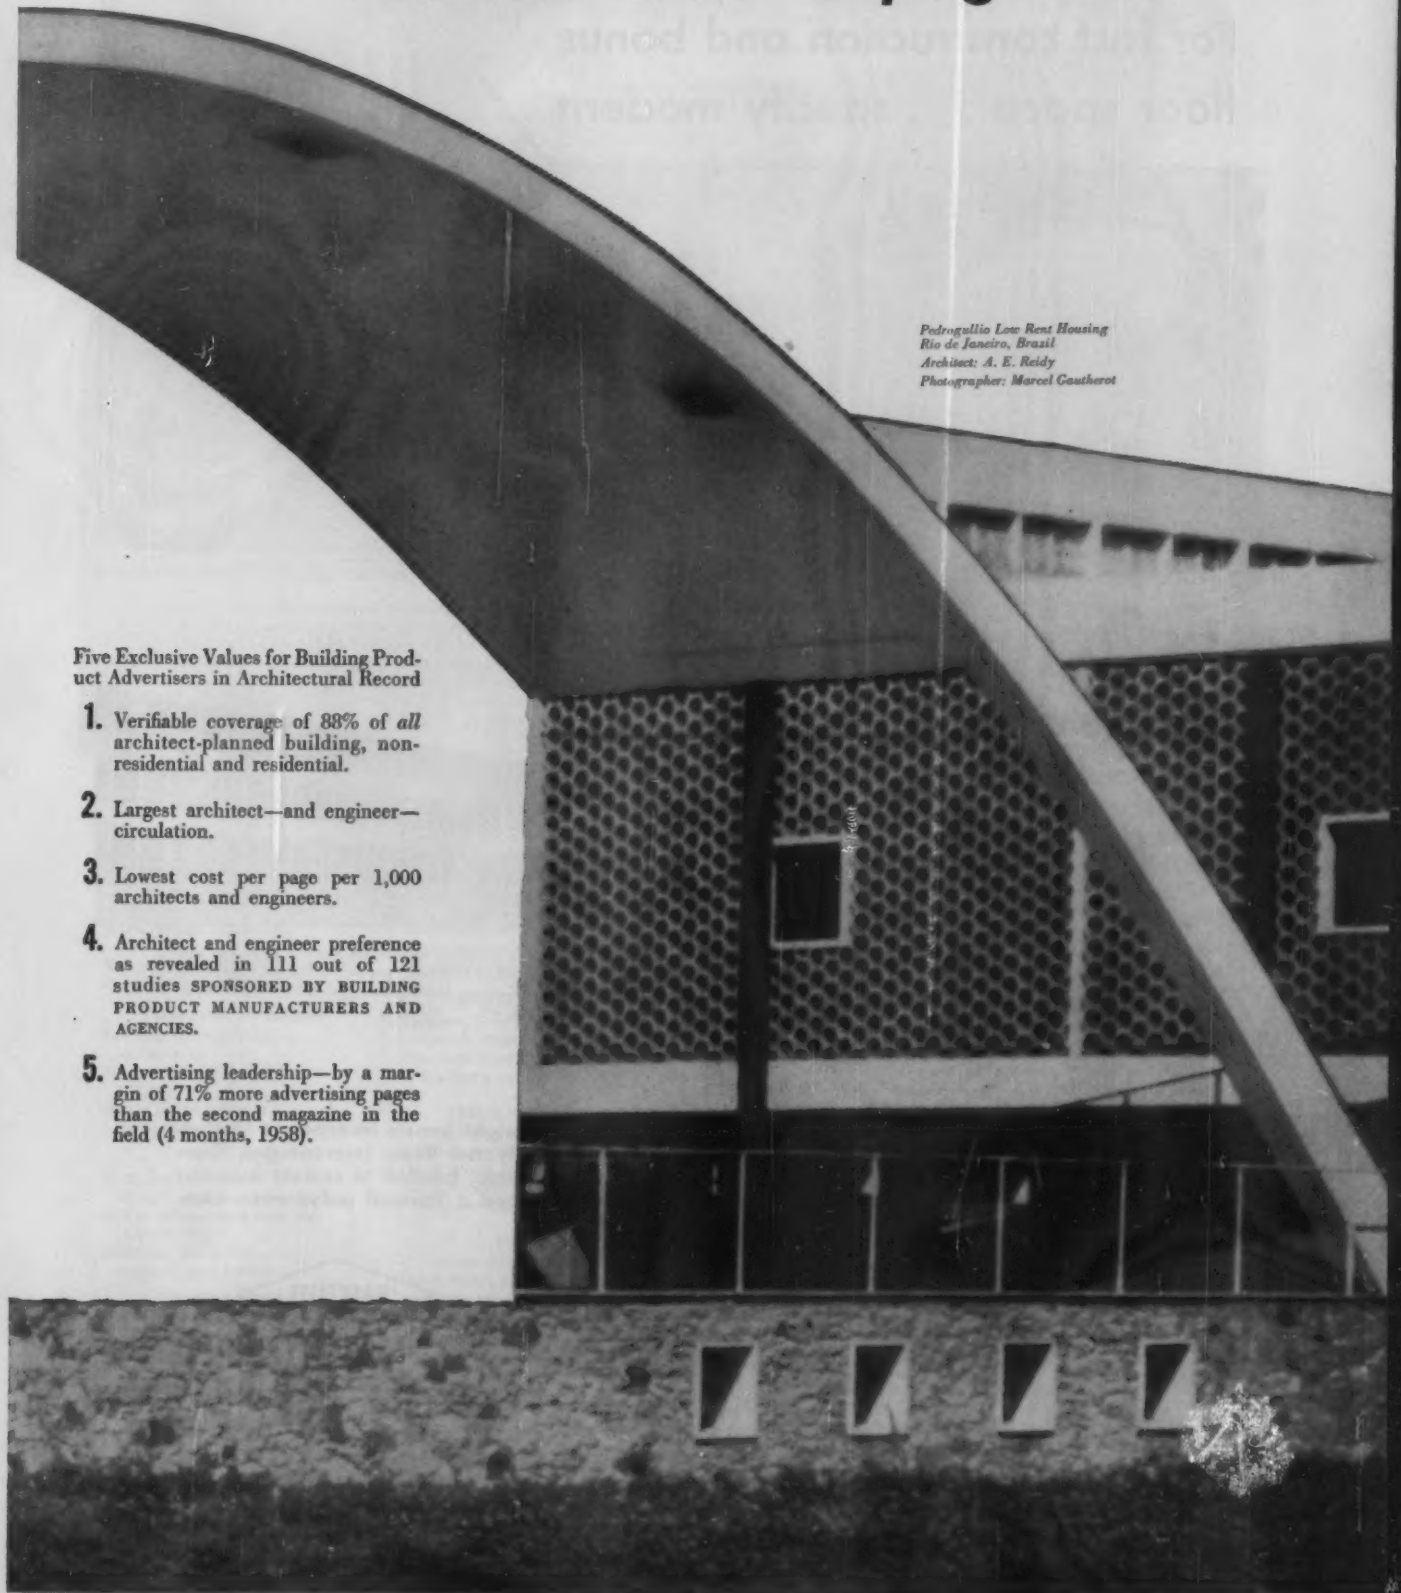 Pedrogullio Low Rent Housing
Rio de Janeiro, Brazil
Architect: A. E. Reidy
Photographer: Marcel Gautherot
Five Exclusive Values for Building Prod-
uct Advertisers in Architectural Record
1. Verifiable coverage of 88% of all
architect-planned building, non-
residential and residential.
2. Largest architect—and engineer—
circulation.
3. Lowest cost per page per 1,000
architects and engineers.
4. Architect and engineer preference
as revealed in 111 out of 121
studies SPONSORED BY BUILDING
PRODUCT MANUFACTURERS AND
AGENCIES.
5. Advertising leadership—by a mar-
gin of 71% more advertising pages
than the second magazine in the
field (4 months, 1958).